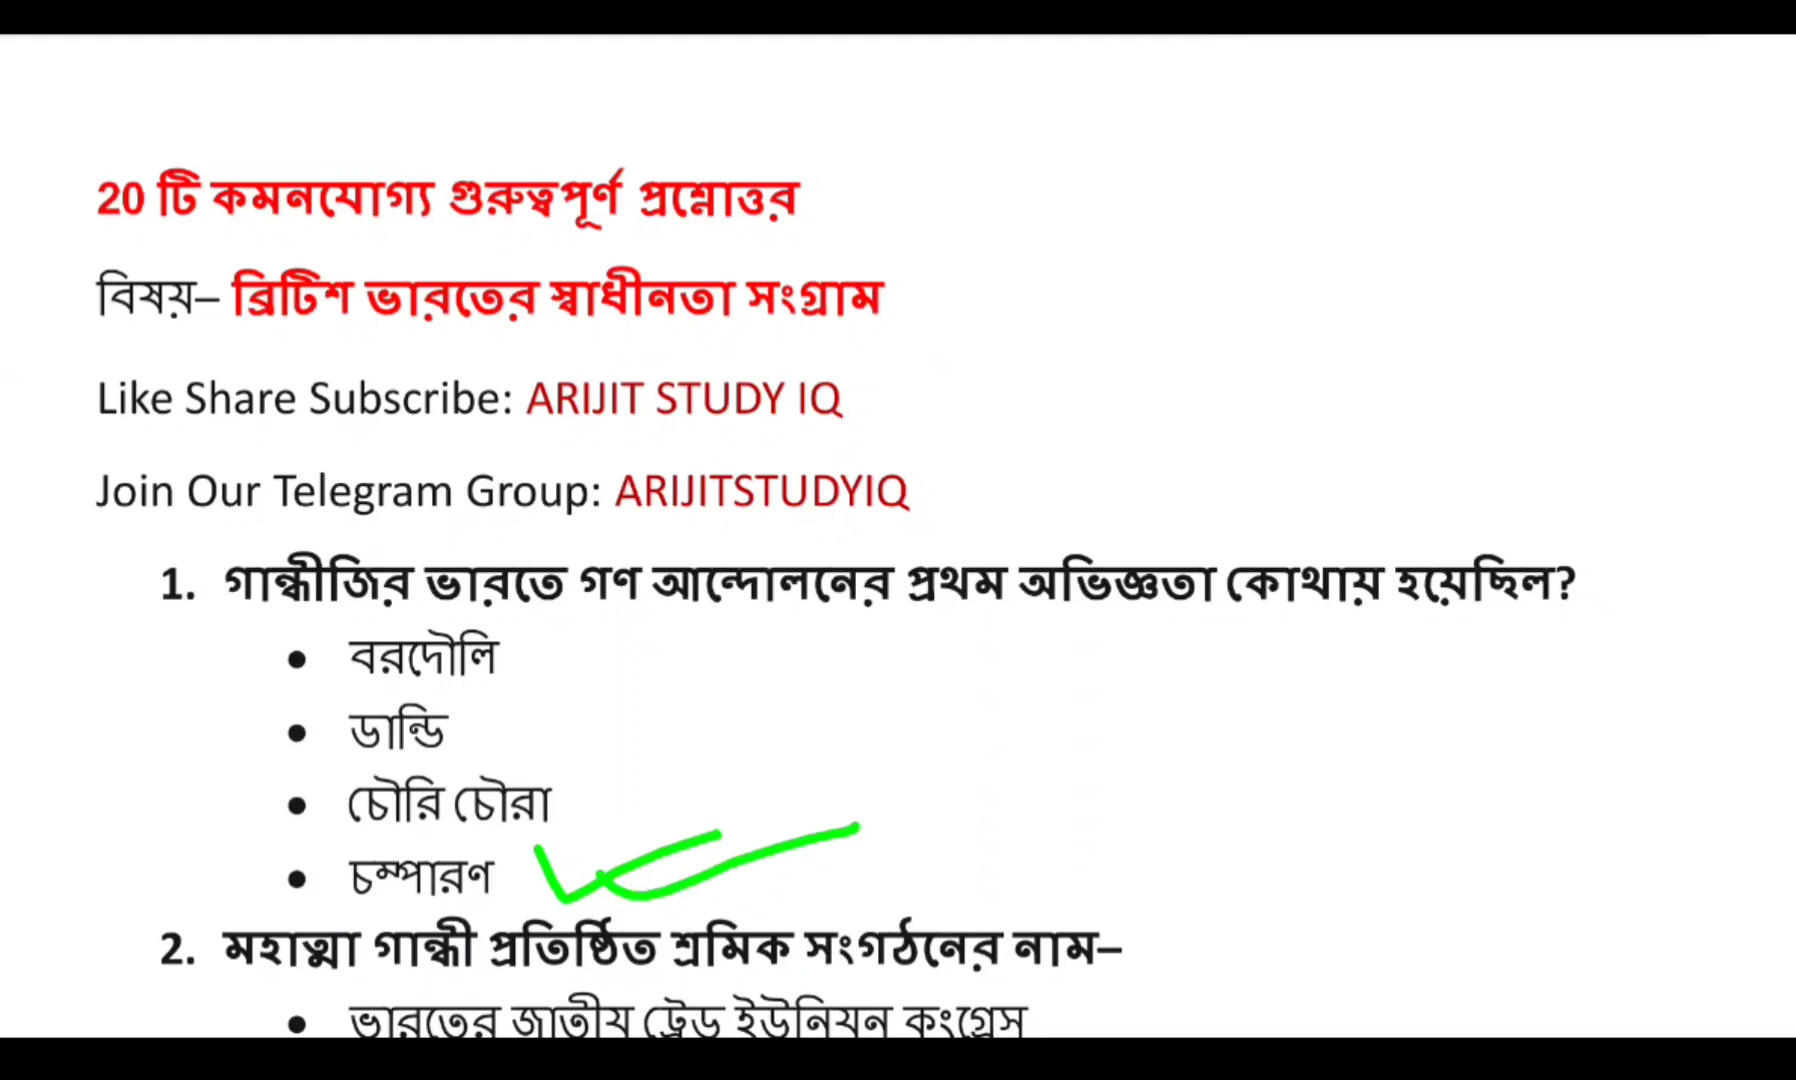 20 টি কমনযোগ্য গুরুত্বপূর্ণ প্রশ্নোত্তর
বিষয়– ব্রিটিশ ভারতের স্বাধীনতা সংগ্রাম
Like Share Subscribe: ARIJIT STUDY IQ
Join Our Telegram Group: ARIJITSTUDYIQ
1. গান্ধীজির ভারতে গণ আন্দোলনের প্রথম অভিজ্ঞতা কোথায় হয়েছিল?
• বরদৌলি
• ডান্ডি
• চৌরি চৌরা
• চম্পারণ
2. মহাত্মা গান্ধী প্রতিষ্ঠিত শ্রমিক সংগঠনের নাম–
• ভারতের জাতীয় ট্রেড ইউনিয়ন কংগ্রেস